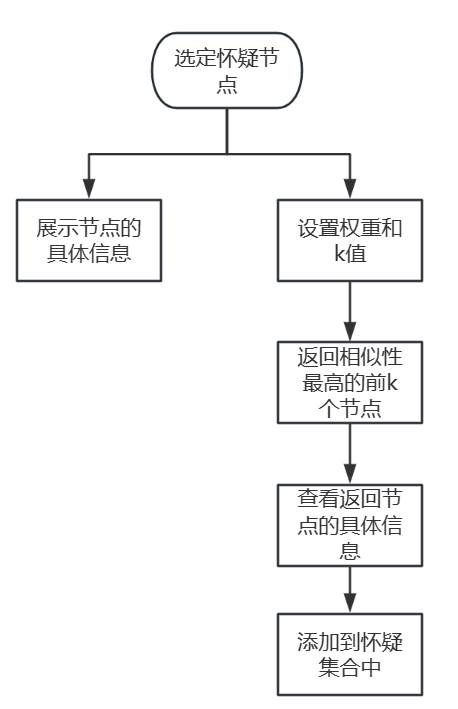 选定怀疑节
点
展示节点的
具体信息
设置权重和
k值
返回相似性
最高的前k
个节点
查看返回节
点的具体信
息
添加到怀疑
集合中